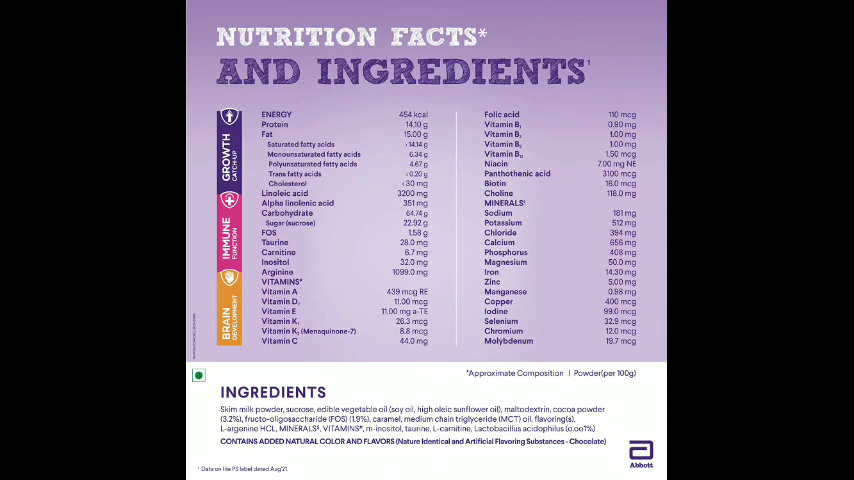 NUTRITION FACTS*
AND INGREDIENTS¹
GROWTH
CATCH-UP
IMMUNE
FUNCTION
BRAIN
DEVELOPMENT
ENERGY 454 kcal
Protein 14.10 g
Fat 15.00 g
Saturated fatty acids >14.14 g
Monounsaturated fatty acids 6.34 g
Polyunsaturated fatty acids 4.67 g
Trans fatty acids >0.20 g
Cholesterol <30 mg
Linoleic acid 3200 mg
Alpha linolenic acid 351 mg
Carbohydrate 64.74 g
Sugar (sucrose) 22.92 g
FOS 1.58 g
Taurine 28.0 mg
Carnitine 6.7 mg
Inositol 32.0 mg
Arginine 1099.0 mg
VITAMINS#
Vitamin A 439 mcg RE
Vitamin D 11.00 mcg
Vitamin E 11.00 mg a-TE
Vitamin K 26.3 mcg
Vitamin K₂ (Menaquinone-7) 8.8 mcg
Vitamin C 44.0 mg
Folic acid 110 mcg
Vitamin B₁ 0.90 mg
Vitamin B 1.00 mg
Vitamin B 1.00 mg
Vitamin B₁₂ 1.50 mcg
Niacin 7.00 mg NE
Panthothenic acid 3100 mcg
Biotin 16.0 mcg
Choline 118.0 mg
MINERALS§
Sodium 181 mg
Potassium 512 mg
Chloride 394 mg
Calcium 656 mg
Phosphorus 408 mg
Magnesium 50.0 mg
Iron 14.30 mg
Zinc 5.00 mg
Manganese 0.98 mg
Copper 400 mcg
Iodine 99.0 mcg
Selenium 32.9 mcg
Chromium 12.0 mcg
Molybdenum 19.7 mcg
*Approximate Composition | Powder(per 100g)
INGREDIENTS
Skim milk powder, sucrose, edible vegetable oil (soy oil, high oleic sunflower oil), maltodextrin, cocoa powder
(3.2%), fructo-oligosaccharide (FOS) (1.9%), caramel, medium chain triglyceride (MCT) oil, flavoring(s),
L-argenine HCL, MINERALS§, VITAMINS#, m-inositol, taurine, L-carnitine, Lactobacillus acidophilus (0.001%)
CONTAINS ADDED NATURAL COLOR AND FLAVORS (Nature Identical and Artificial Flavoring Substances - Chocolate)
Abbott
¹ Data on file PS label dated Aug'21.